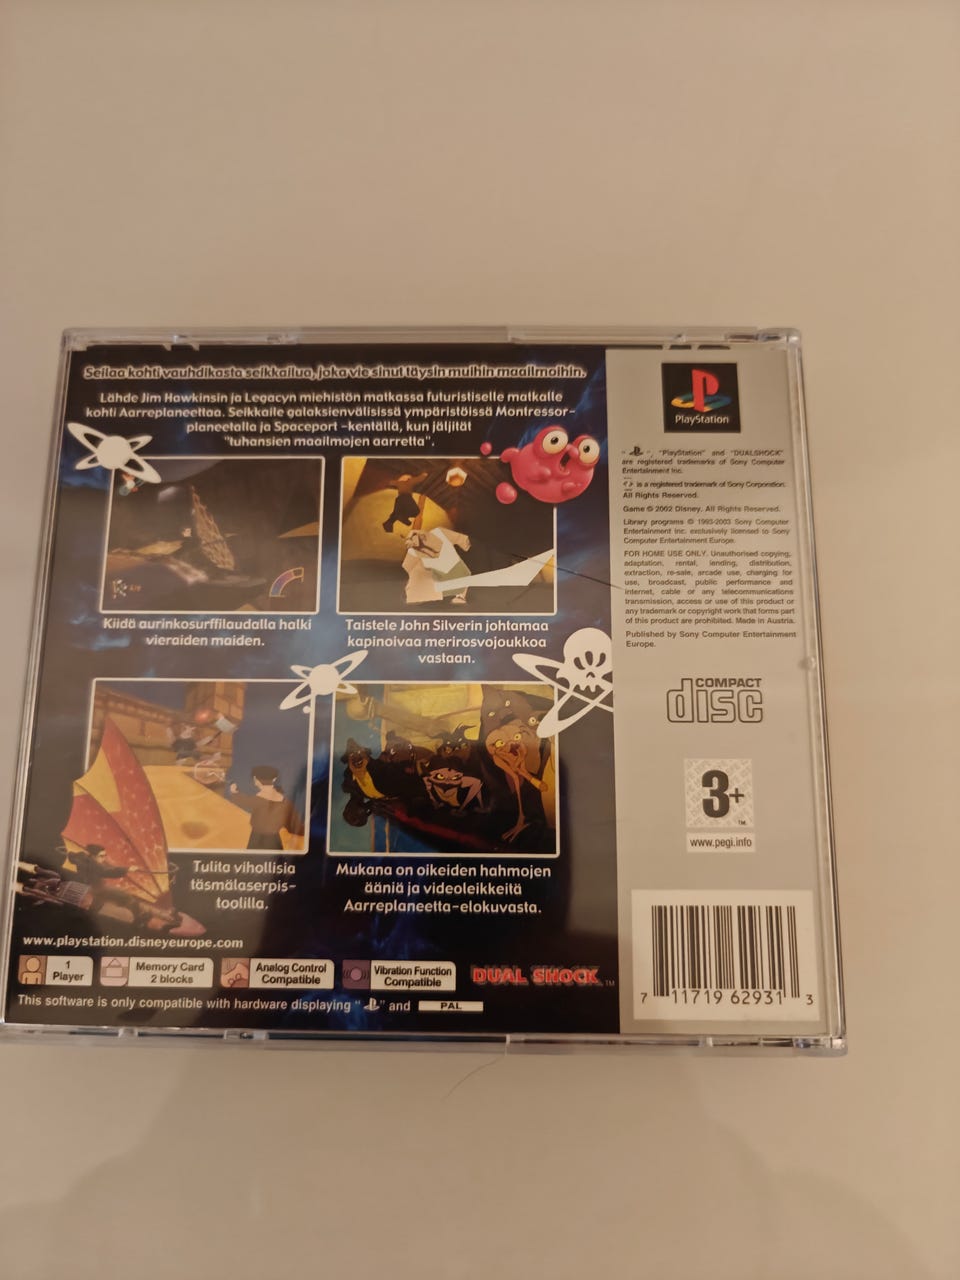 Seilaa kohti vauhdikasta seikkailua, joka vie sinut täysin muihin maailmoihin.
Lähde Jim Hawkinsin ja Legacyn miehistön matkassa futuristiselle matkalle
kohti Aarreplaneettaa. Seikkaile galaksienvälisissä ympäristöissä Montressor-
planeetalla ja Spaceport -kentällä, kun jäljität
"tuhansien maailmojen aarretta".
Kiidä aurinkosurffilaudalla halki
vieraiden maiden.
Taistele John Silverin johtamaa
kapinoivaa merirosvojoukkoa
vastaan.
Tulita vihollisia
täsmälaserpis-
toolilla.
Mukana on oikeiden hahmojen
ääniä ja videoleikkeitä
Aarreplaneetta-elokuvasta.
www.playstation.disneyeurope.com
1
Player
Memory Card
2 blocks
Analog Control
Compatible
Vibration Function
Compatible
DUAL SHOCK™
This software is only compatible with hardware displaying " " and PAL
PlayStation
" ", "PlayStation" and "DUALSHOCK"
are registered trademarks of Sony Computer
Entertainment Inc.
is a registered trademark of Sony Corporation.
All Rights Reserved.
Game © 2002 Disney. All Rights Reserved.
Library programs © 1993-2003 Sony Computer
Entertainment Inc. exclusively licensed to Sony
Computer Entertainment Europe.
FOR HOME USE ONLY. Unauthorised copying,
adaptation, rental, lending, distribution,
extraction, re-sale, arcade use, charging for
use, broadcast, public performance and
internet, cable or any telecommunications
transmission, access or use of this product or
any trademark or copyright work that forms part
of this product are prohibited. Made in Austria.
Published by Sony Computer Entertainment
Europe.
COMPACT
disc
3+
TM
www.pegi.info
7 11719 62931 3